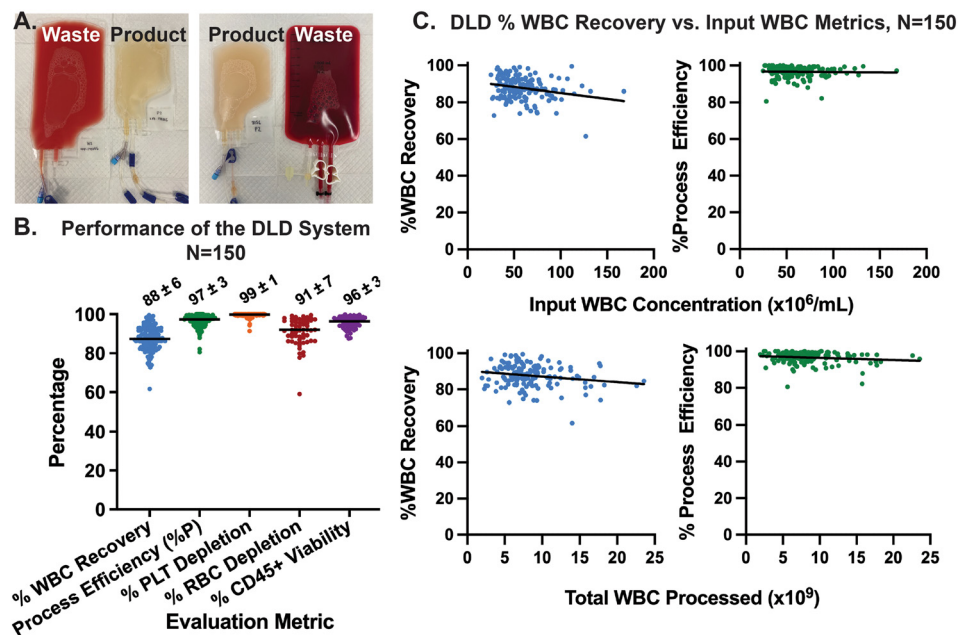 A.
Waste
Product
Product
Waste
B. Performance of the DLD System
N=150
Percentage
100
80
60
40
20
0
88 ± 6
97 ± 3
99 ± 1
91 ± 7
96 ± 3
% WBC Recovery
Process Efficiency (%P)
% PLT Depletion
% RBC Depletion
% CD45+ Viability
Evaluation Metric
C. DLD % WBC Recovery vs. Input WBC Metrics, N=150
%WBC Recovery
100
80
60
40
20
0
0 50 100 150 200
%Process Efficiency
100
80
60
40
20
0
0 50 100 150 200
Input WBC Concentration (x10⁶/mL)
%WBC Recovery
100
80
60
40
20
0
0 5 10 15 20 25
% Process Efficiency
100
80
60
40
20
0
0 5 10 15 20 25
Total WBC Processed (x10⁹)